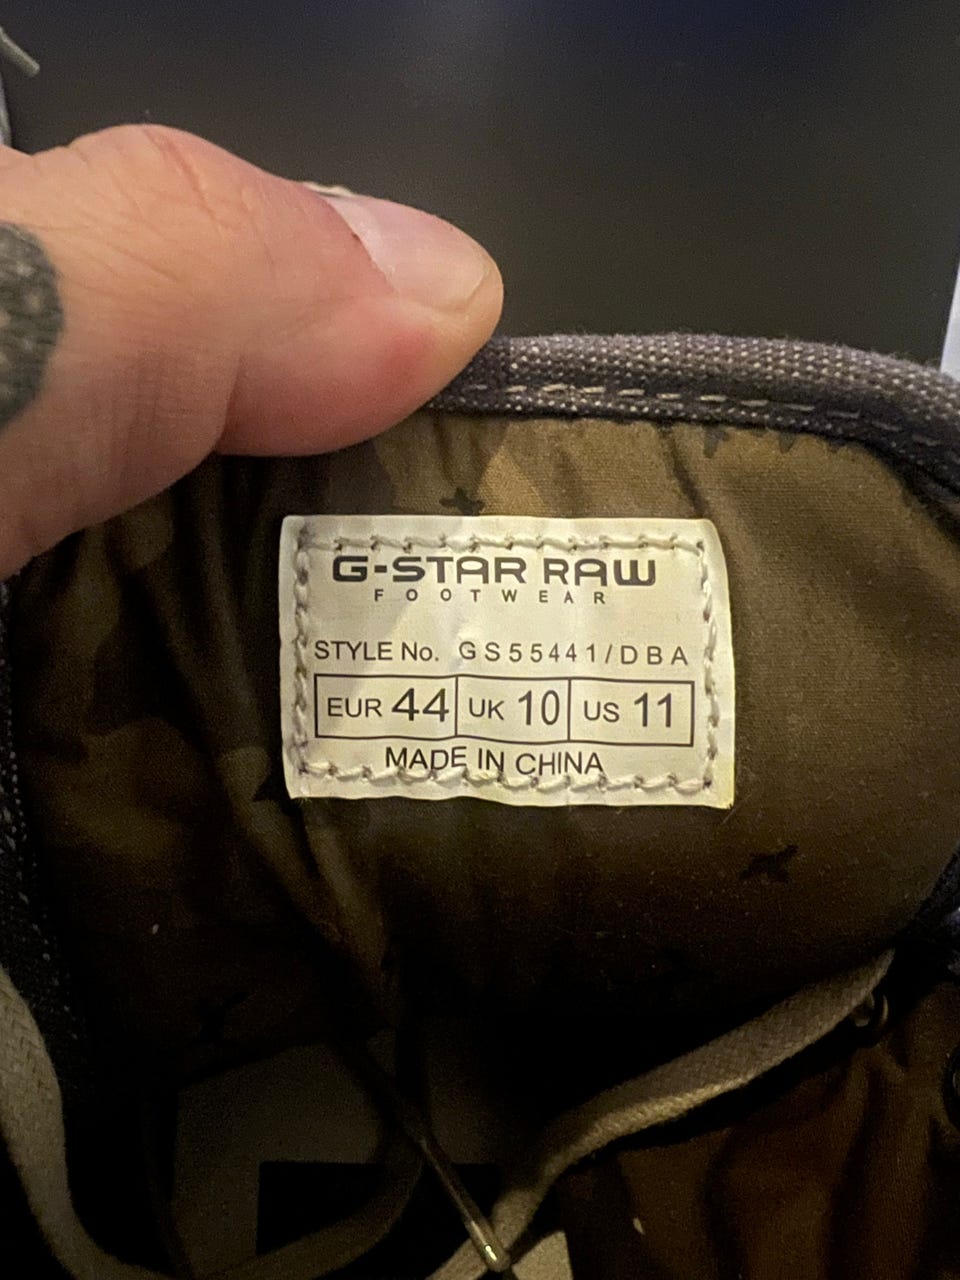 G-STAR RAW
FOOTWEAR
STYLE No. GS55441/DBA
EUR 44 UK 10 US 11
MADE IN CHINA